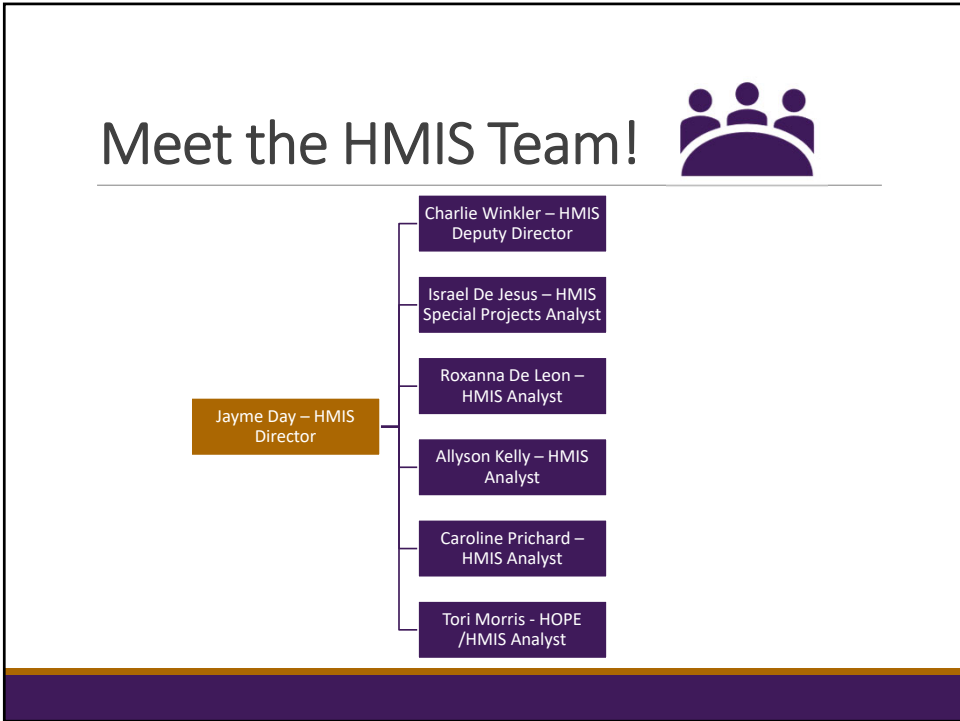 Meet the HMIS Team!
Charlie Winkler – HMIS
Deputy Director
Israel De Jesus – HMIS
Special Projects Analyst
Roxanna De Leon –
HMIS Analyst
Jayme Day – HMIS
Director
Allyson Kelly – HMIS
Analyst
Caroline Prichard –
HMIS Analyst
Tori Morris - HOPE
/HMIS Analyst